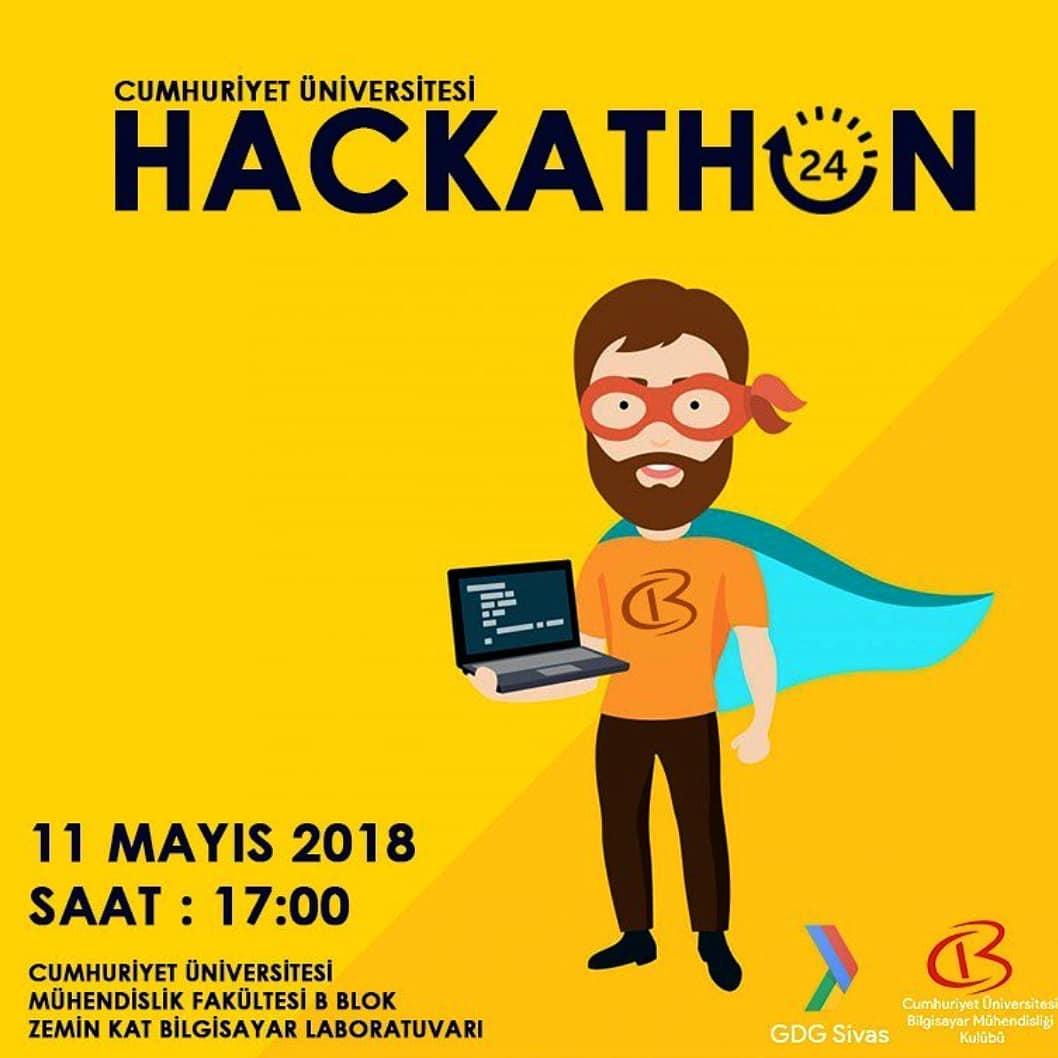 CUMHURİYET ÜNİVERSİTESİ
HACKATHON
24
11 MAYIS 2018
SAAT : 17:00
CUMHURİYET ÜNİVERSİTESİ
MÜHENDİSLİK FAKÜLTESİ B BLOK
ZEMİN KAT BİLGİSAYAR LABORATUVARI
GDG Sivas
Cumhuriyet Üniversitesi
Bilgisayar Mühendisliği
Kulübü